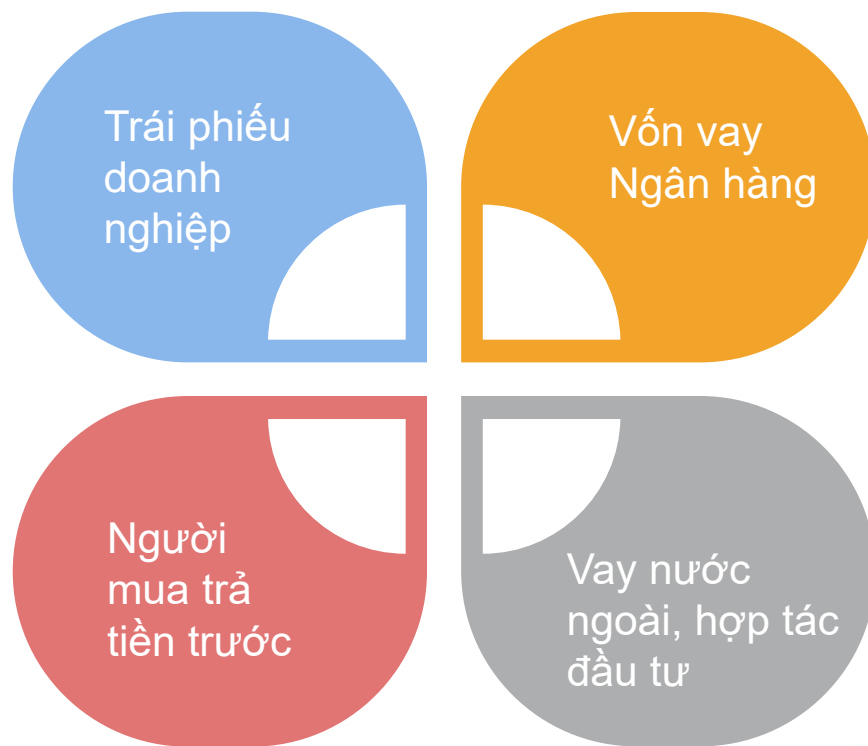 Trái phiếu
doanh
nghiệp
Vốn vay
Ngân hàng
Người
mua trả
tiền trước
Vay nước
ngoài, hợp tác
đầu tư